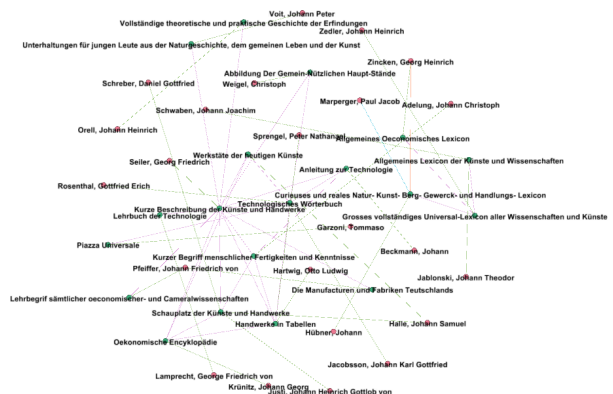 Voit, Johann Peter
Vollständige theoretische und praktische Geschichte der Erfindungen
Zedler, Johann Heinrich
Unterhaltungen für jungen Leute aus der Naturgeschichte, dem gemeinen Leben und der Kunst
Zincken, Georg Heinrich
Abbildung Der Gemein-Nützlichen Haupt-Stände
Schreber, Daniel Gottfried
Weigel, Christoph
Marperger, Paul Jacob
Adelung, Johann Christoph
Schwaben, Johann Joachim
Orell, Johann Heinrich
Sprengel, Peter Nathanael
Allgemeines Oeconomisches Lexicon
Werkstäte der heutigen Künste
Seiler, Georg Friedrich
Allgemeines Lexicon der Künste und Wissenschaften
Anleitung zu Technologie
Rosenthal, Gottfried Erich
Curieuses und reales Natur- Kunst- Berg- Gewerck- und Handlungs- Lexicon
Technologisches Wörterbuch
Kurze Beschreibung der Künste und Handwerke
Lehrbuch der Technologie
Grosses vollständiges Universal-Lexicon aller Wissenschaften und Künste
Garzoni, Tommaso
Piazza Universale
Beckmann, Johann
Kurzer Begriff menschlicher Fertigkeiten und Kenntnisse
Pfeiffer, Johann Friedrich von
Hartwig, Otto Ludwig
Jablonski, Johann Theodor
Die Manufacturen und Fabriken Teutschlands
Lehrbegrif sämtlicher oeconomischer- und Cameralwissenschaften
Schauplatz der Künste und Handwerke
Handwerke in Tabellen
Halle, Johann Samuel
Hübner, Johann
Oekonomische Encyklopädie
Jacobsson, Johann Karl Gottfried
Lamprecht, George Friedrich von
Krünitz, Johann Georg
Justi, Johann Heinrich Gottlob von